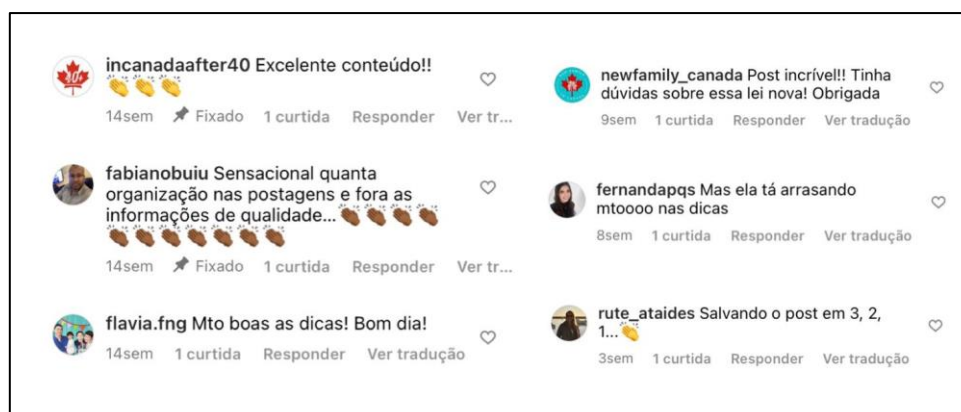 incanadaafter40 Excelente conteúdo!!
👏👏👏
14sem 📌 Fixado 1 curtida Responder Ver tr...
fabianobuiu Sensacional quanta
organização nas postagens e fora as
informações de qualidade...👏🏾👏🏾👏🏾👏🏾
👏🏾👏🏾👏🏾👏🏾👏🏾👏🏾👏🏾
14sem 📌 Fixado 1 curtida Responder Ver tr...
flavia.fng Mto boas as dicas! Bom dia!
14sem 1 curtida Responder Ver tradução
newfamily_canada Post incrível!! Tinha
dúvidas sobre essa lei nova! Obrigada
9sem 1 curtida Responder Ver tradução
fernandapqs Mas ela tá arrasando
mtoooo nas dicas
8sem 1 curtida Responder Ver tradução
rute_ataides Salvando o post em 3, 2,
1...👏
3sem 1 curtida Responder Ver tradução